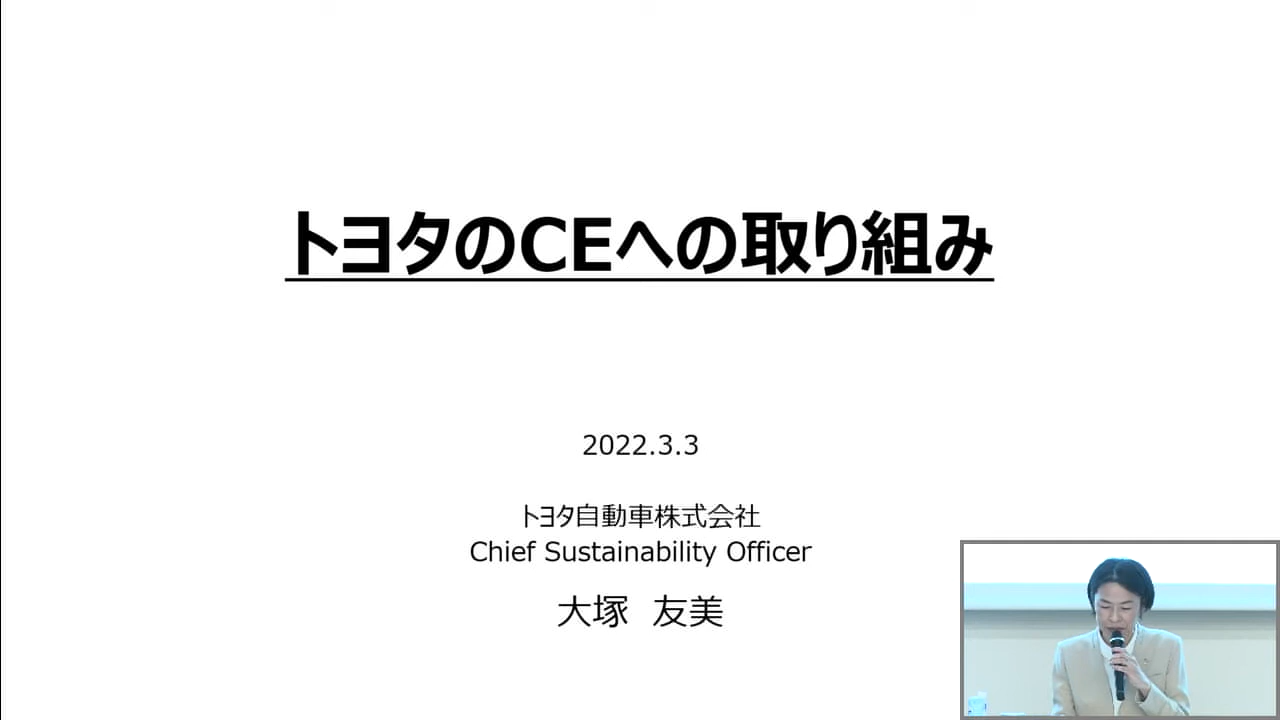 トヨタのCEへの取り組み
2022.3.3
トヨタ自動車株式会社
Chief Sustainability Officer
大塚　友美